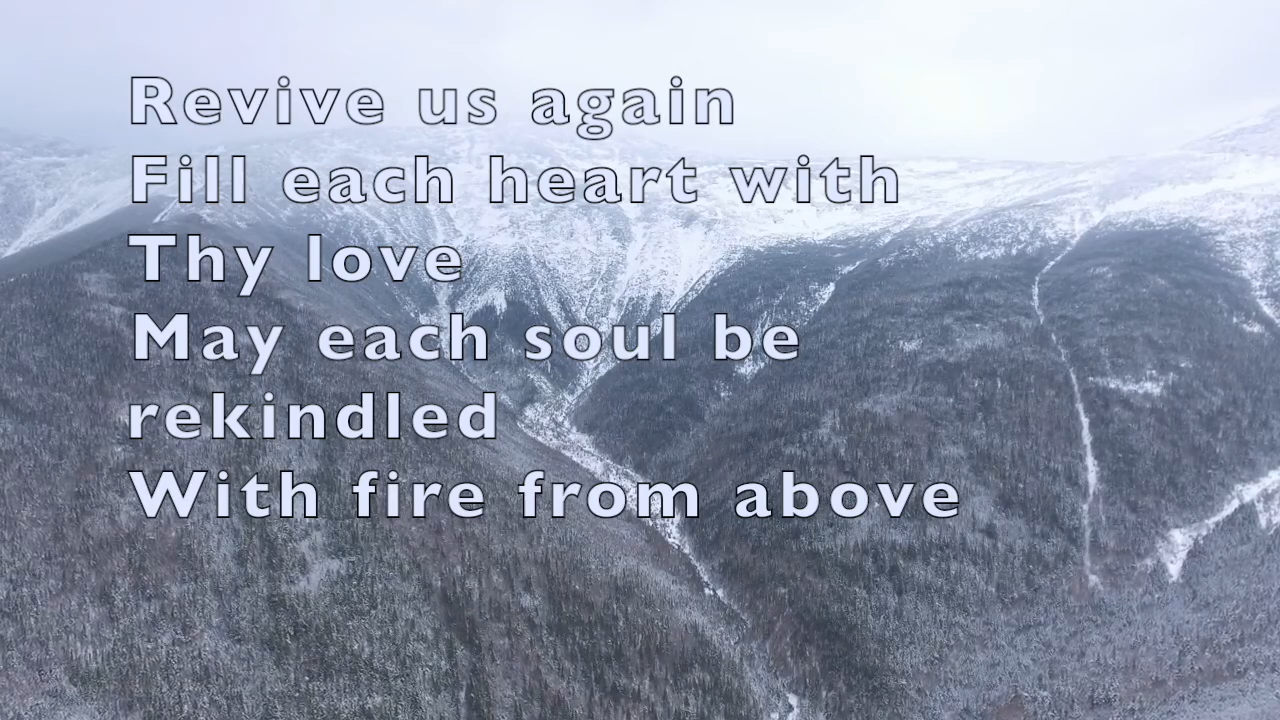 Revive us again
Fill each heart with
Thy love
May each soul be
rekindled
With fire from above